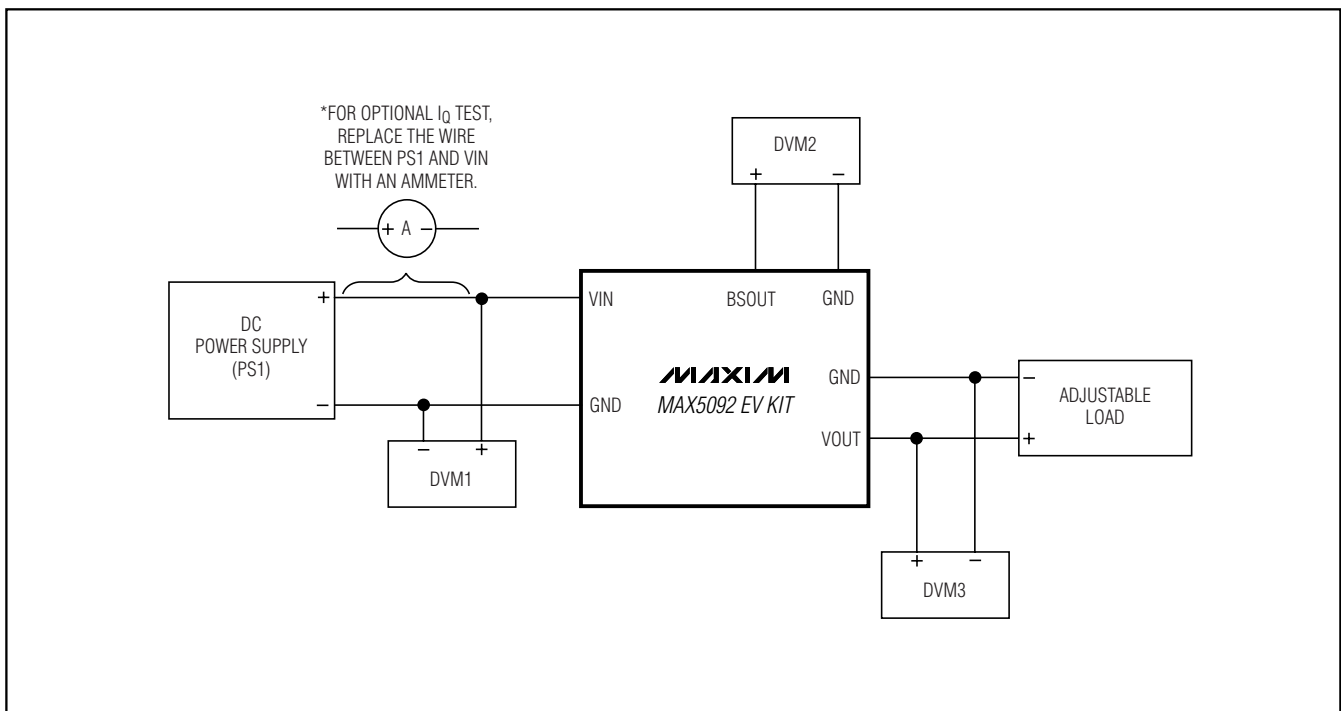 *FOR OPTIONAL IQ TEST,
REPLACE THE WIRE
BETWEEN PS1 AND VIN
WITH AN AMMETER.
+ A −
DVM2
+ −
DC
POWER SUPPLY
(PS1)
+
−
VIN
BSOUT
GND
MAXIM
MAX5092 EV KIT
GND
GND
VOUT
−
+
ADJUSTABLE
LOAD
− +
DVM1
+ −
DVM3